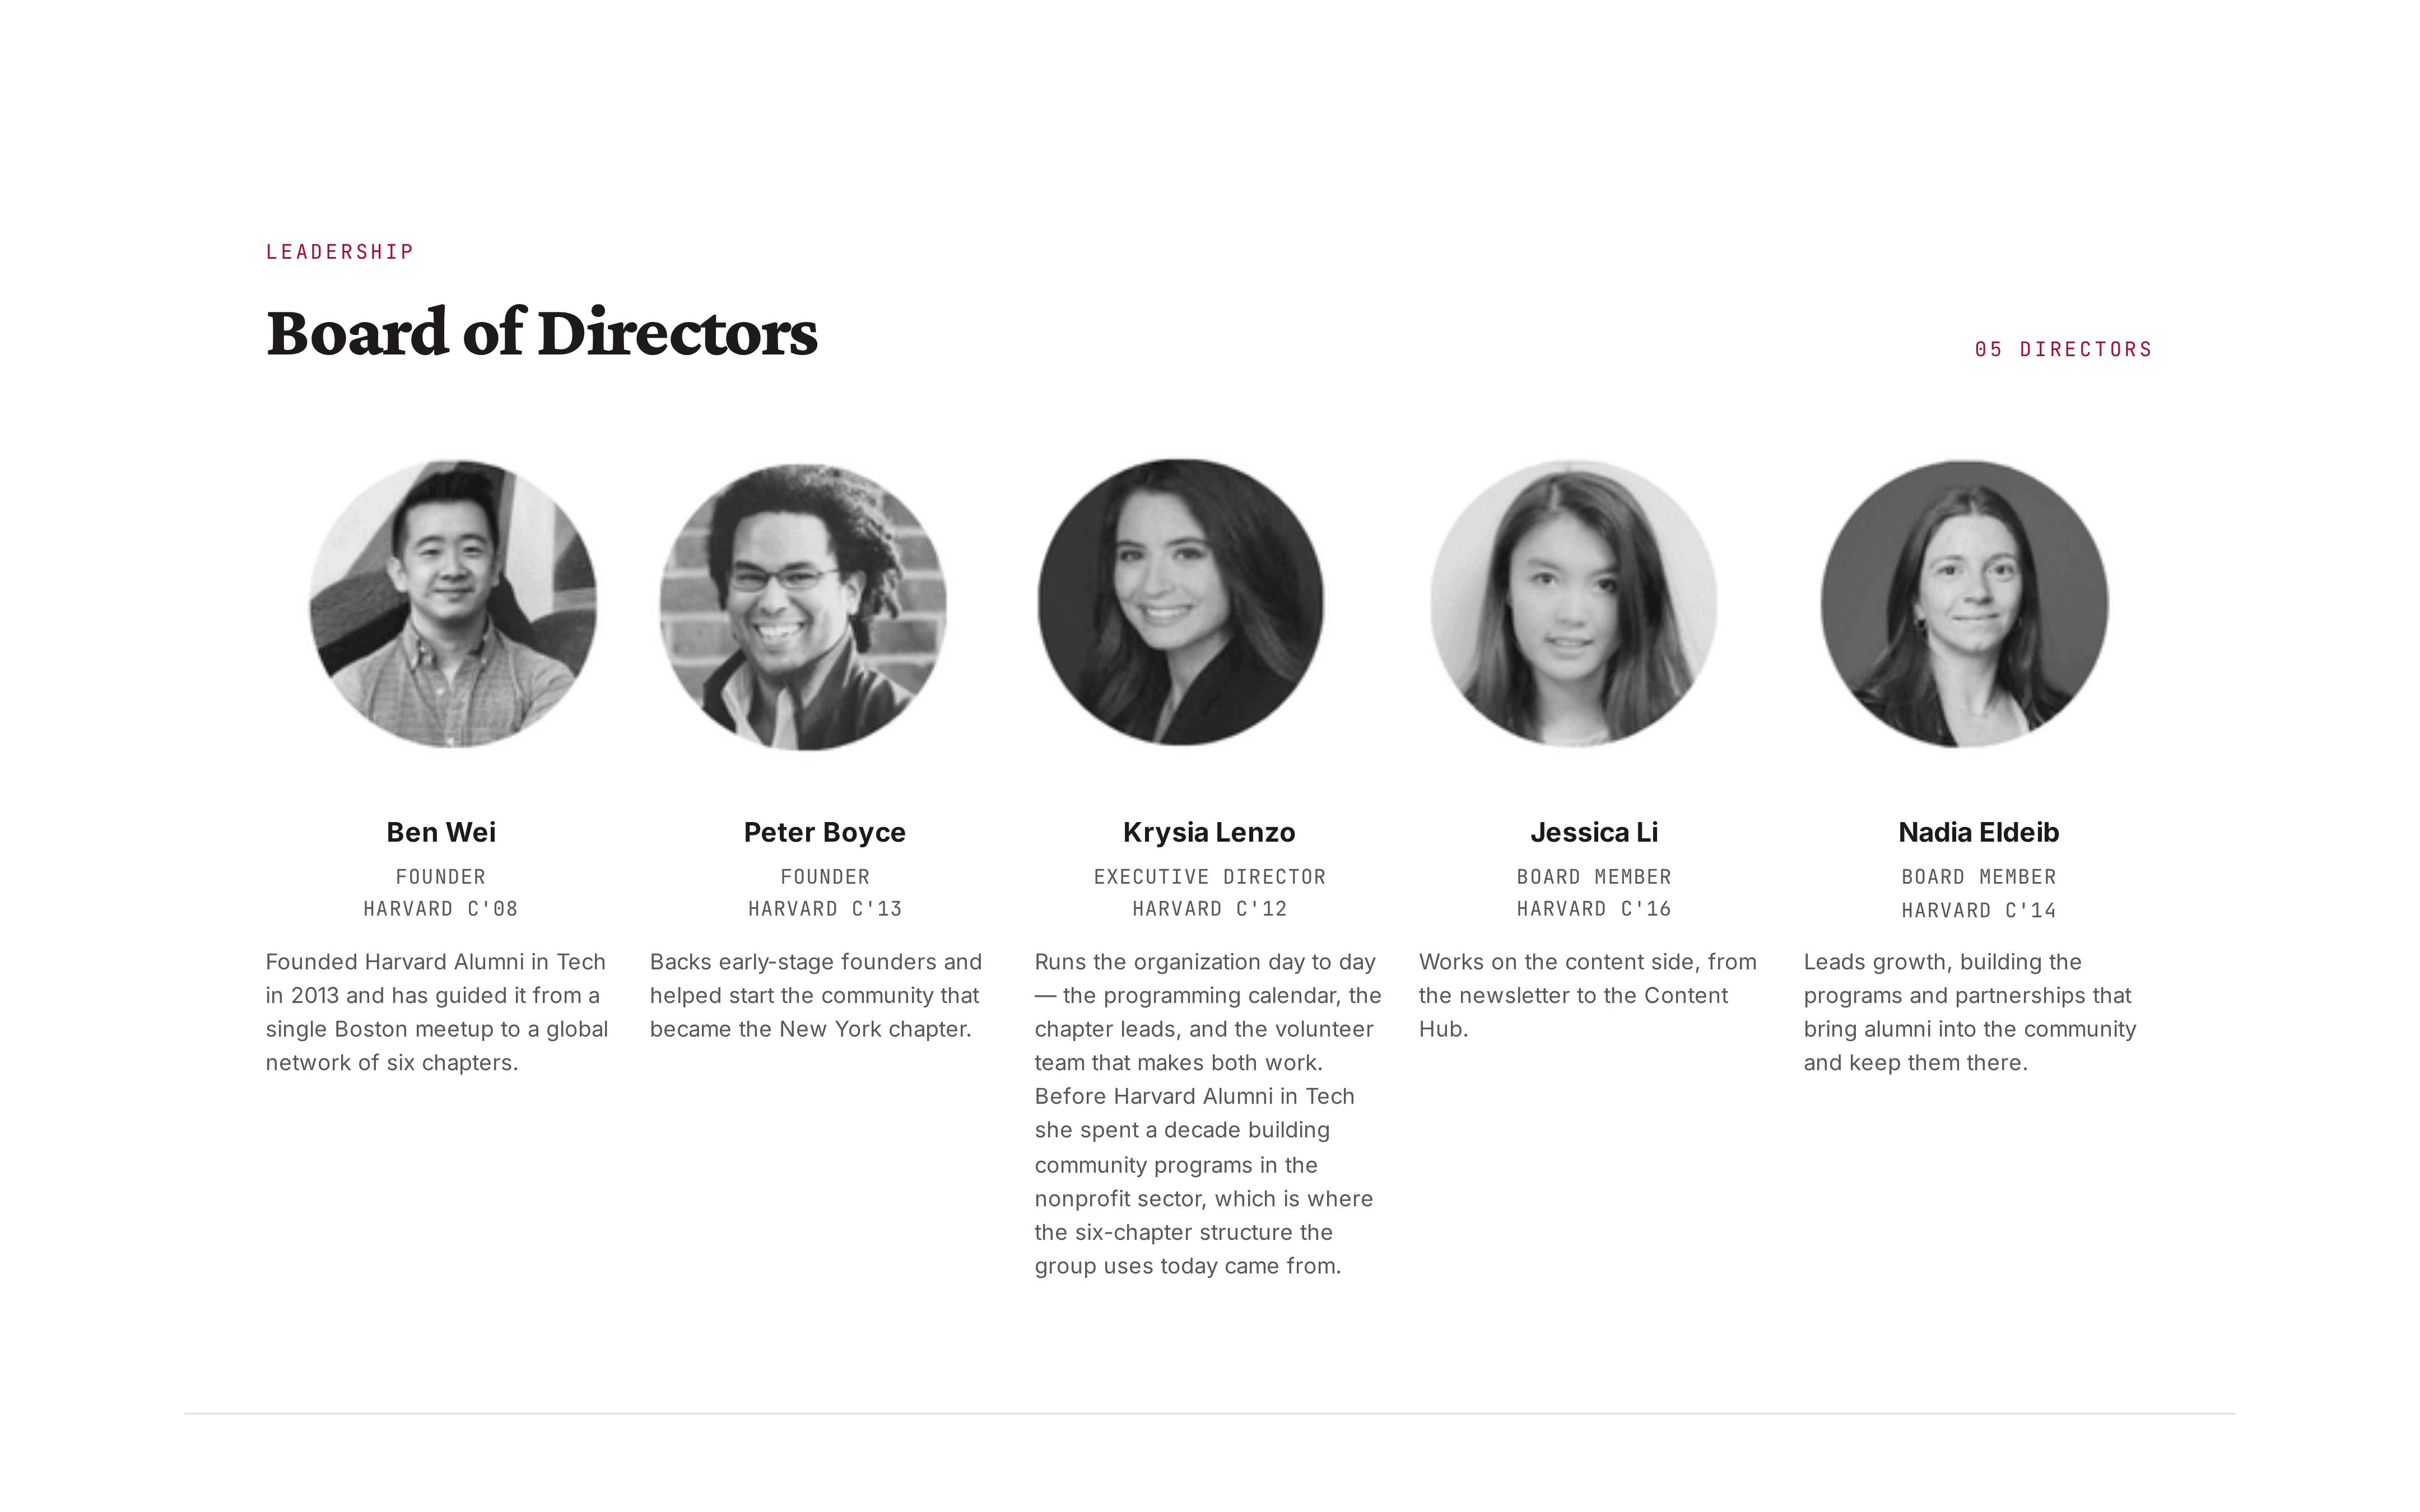 LEADERSHIP
Board of Directors
05 DIRECTORS
Ben Wei
FOUNDER
HARVARD C'08
Founded Harvard Alumni in Tech
in 2013 and has guided it from a
single Boston meetup to a global
network of six chapters.
Peter Boyce
FOUNDER
HARVARD C'13
Backs early-stage founders and
helped start the community that
became the New York chapter.
Krysia Lenzo
EXECUTIVE DIRECTOR
HARVARD C'12
Runs the organization day to day
— the programming calendar, the
chapter leads, and the volunteer
team that makes both work.
Before Harvard Alumni in Tech
she spent a decade building
community programs in the
nonprofit sector, which is where
the six-chapter structure the
group uses today came from.
Jessica Li
BOARD MEMBER
HARVARD C'16
Works on the content side, from
the newsletter to the Content
Hub.
Nadia Eldeib
BOARD MEMBER
HARVARD C'14
Leads growth, building the
programs and partnerships that
bring alumni into the community
and keep them there.